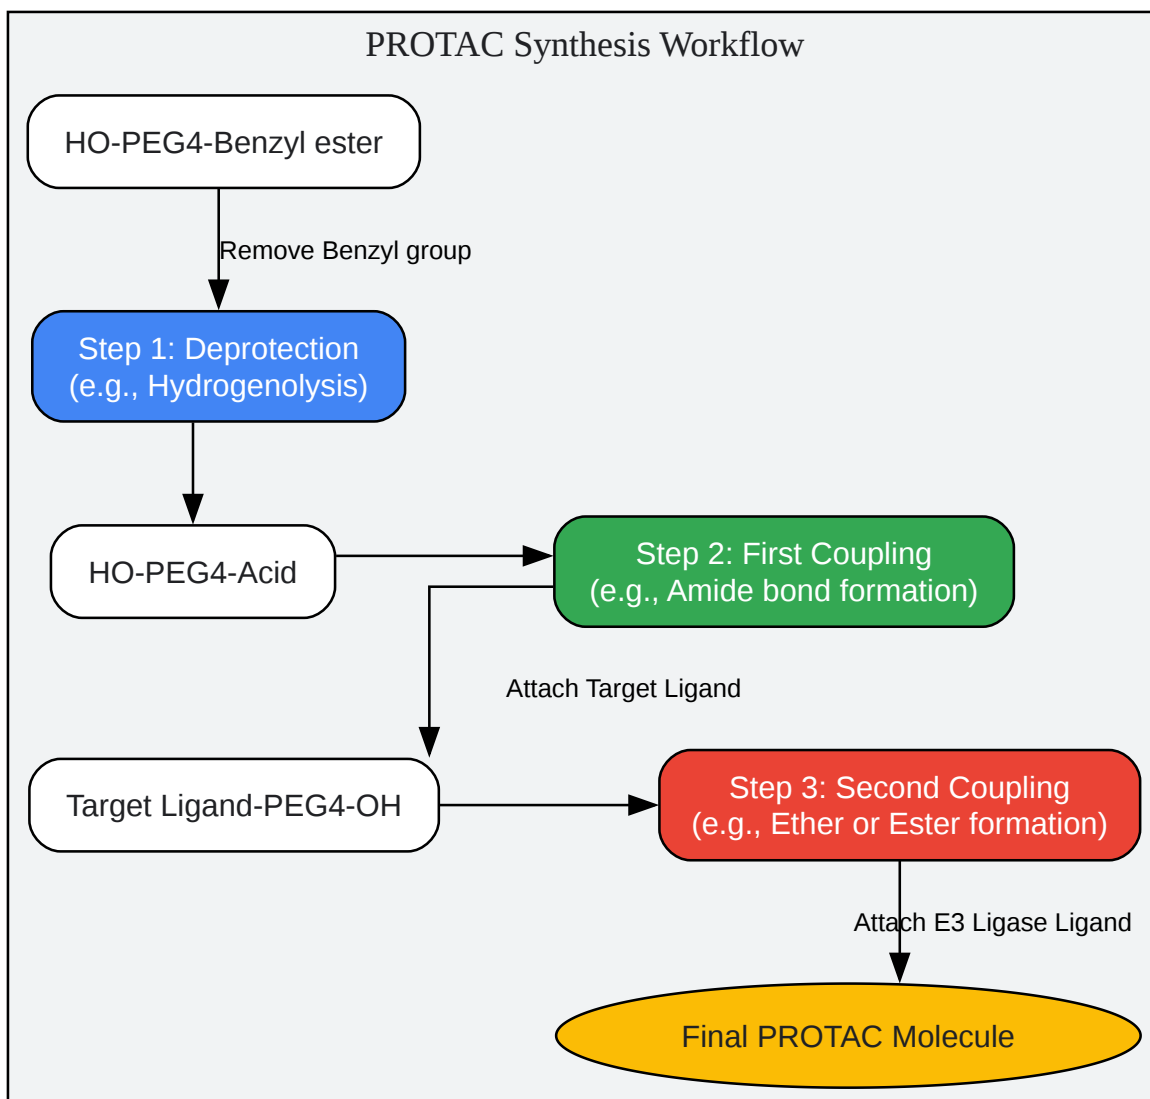 PROTAC Synthesis Workflow
HO-PEG4-Benzyl ester
Remove Benzyl group
Step 1: Deprotection
(e.g., Hydrogenolysis)
HO-PEG4-Acid
Step 2: First Coupling
(e.g., Amide bond formation)
Attach Target Ligand
Target Ligand-PEG4-OH
Step 3: Second Coupling
(e.g., Ether or Ester formation)
Attach E3 Ligase Ligand
Final PROTAC Molecule